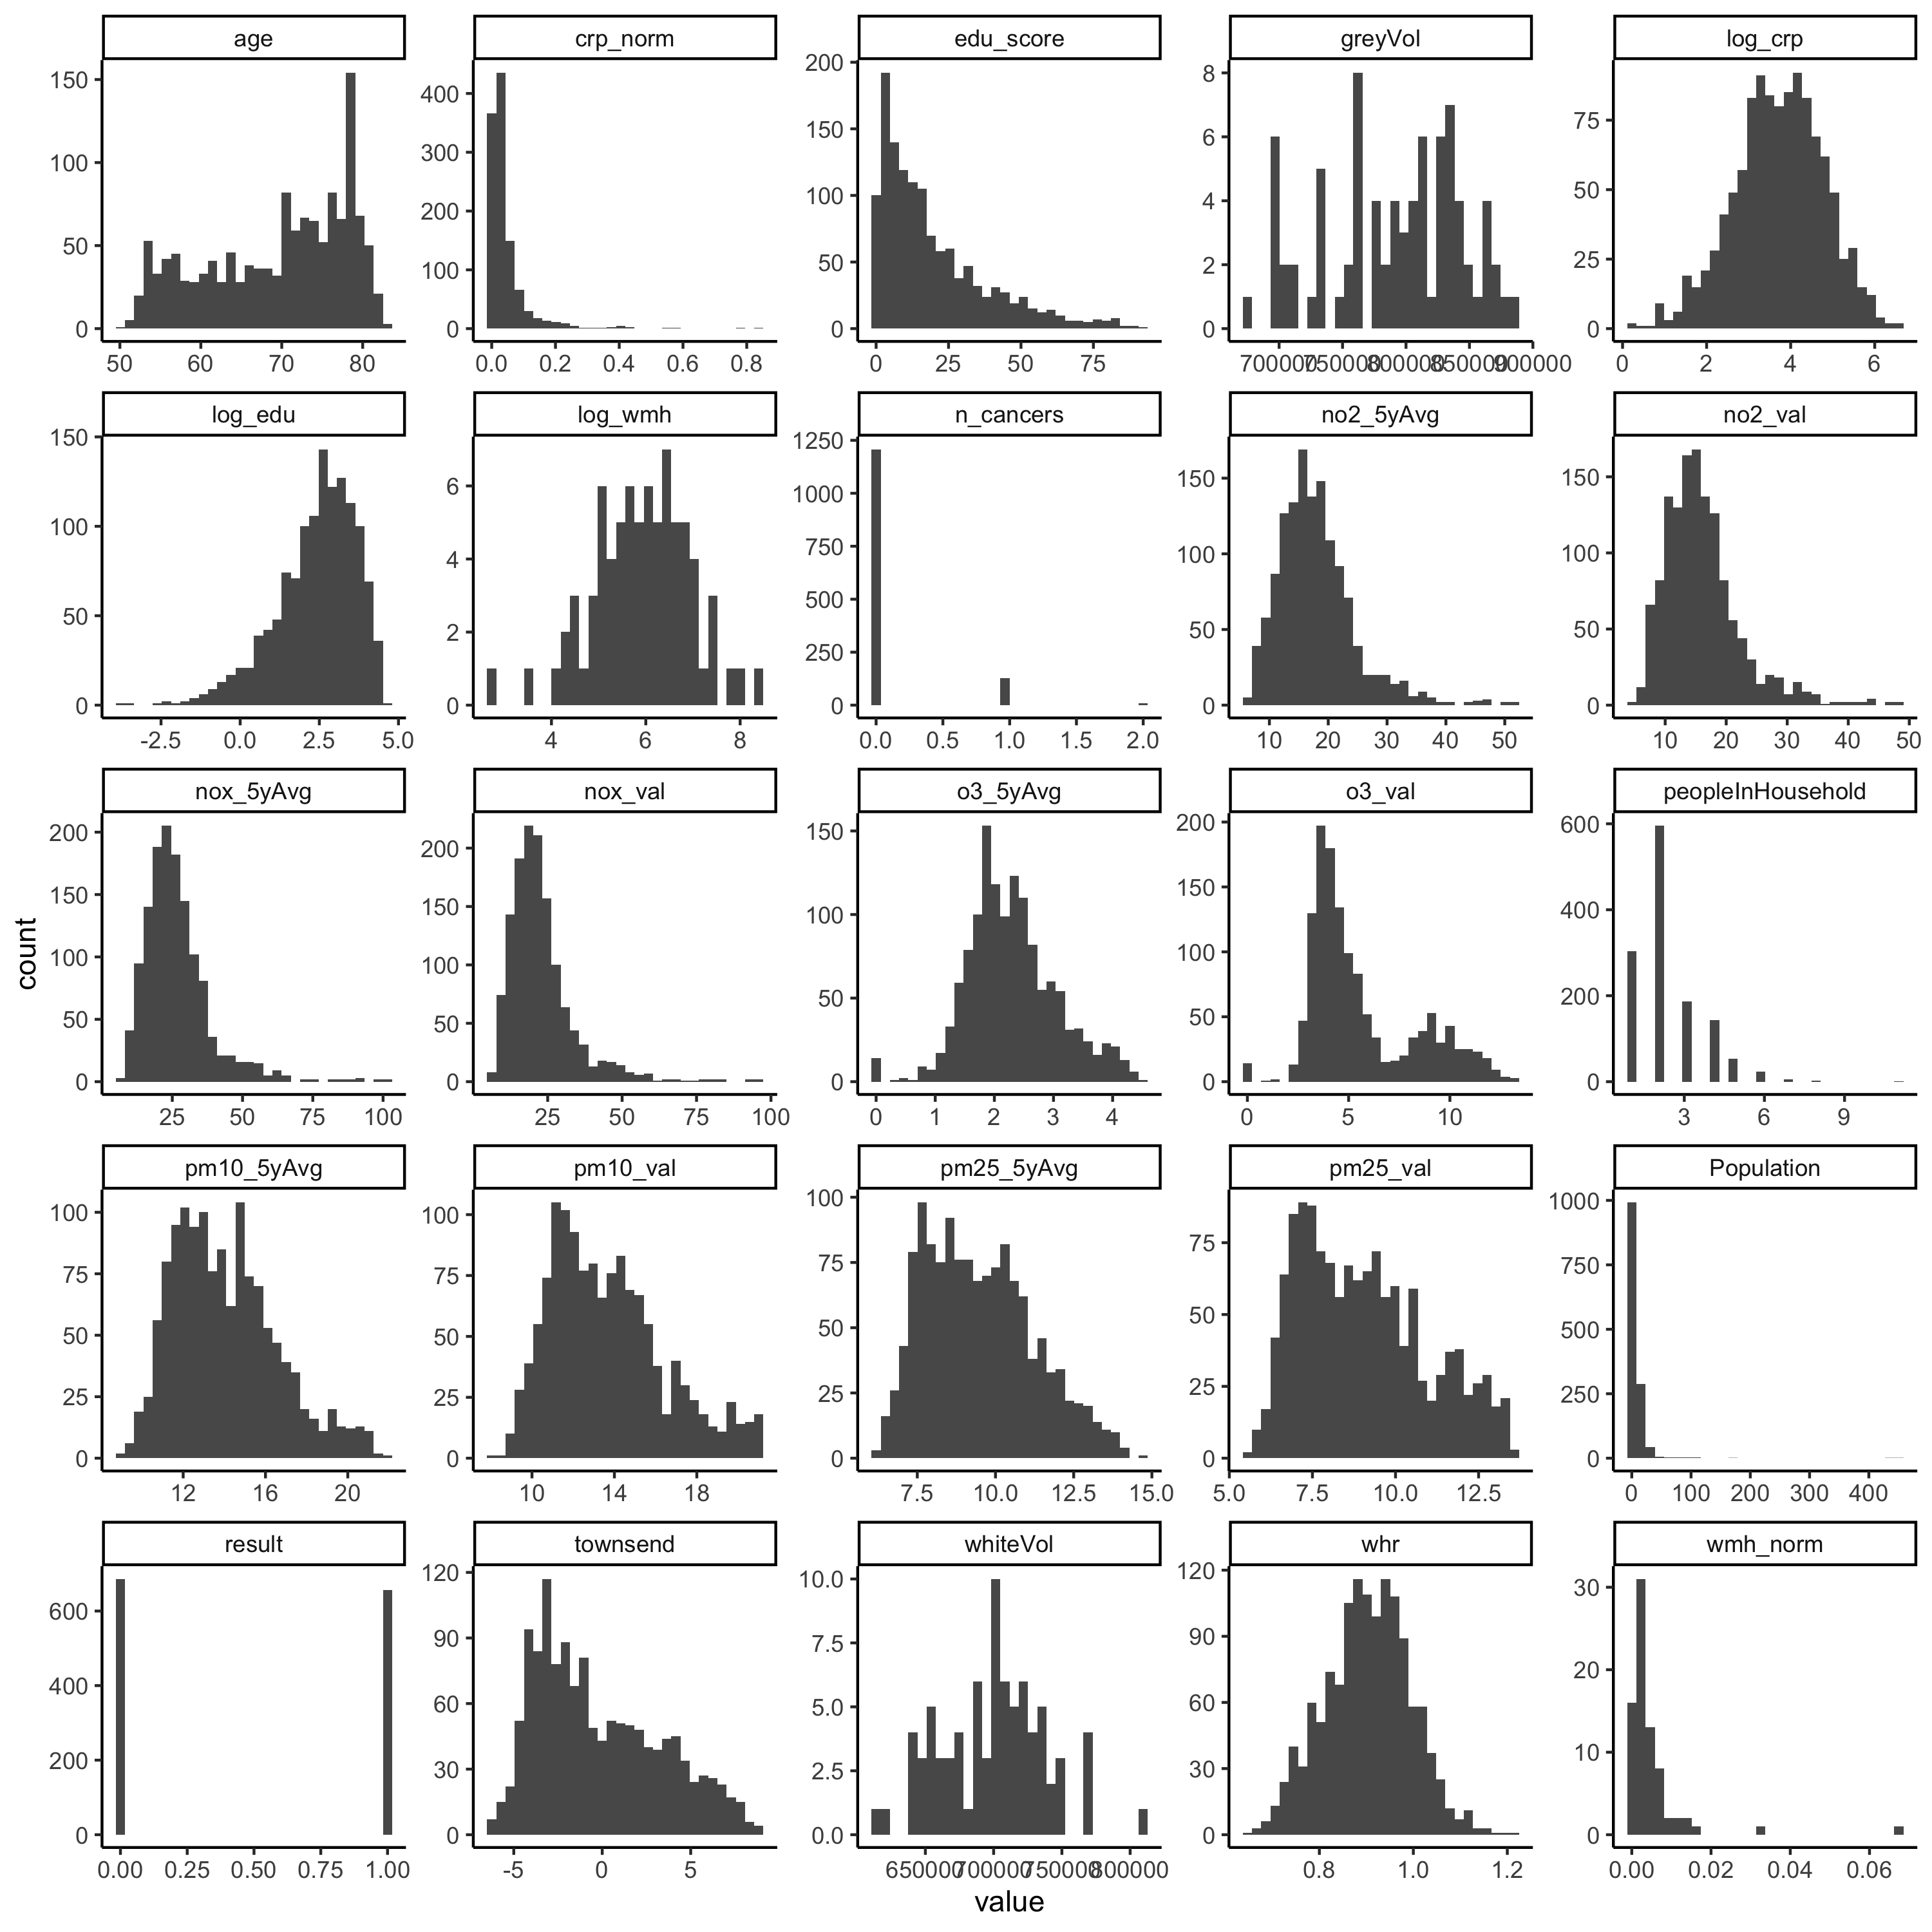 age crp_norm edu_score greyVol log_crp
150 100 50 0
400 300 200 100 0
200 150 100 50 0
8 6 4 2 0
75 50 25 0
50 60 70 80
0.0 0.2 0.4 0.6 0.8
0 25 50 75
700000 750000 800000 850000 900000
0 2 4 6
log_edu log_wmh n_cancers no2_5yAvg no2_val
150 100 50 0
6 4 2 0
1250 1000 750 500 250 0
150 100 50 0
150 100 50 0
-2.5 0.0 2.5 5.0
4 6 8
0.0 0.5 1.0 1.5 2.0
10 20 30 40 50
10 20 30 40 50
nox_5yAvg nox_val o3_5yAvg o3_val peopleInHousehold
200 150 100 50 0
200 150 100 50 0
150 100 50 0
200 150 100 50 0
600 400 200 0
25 50 75 100
25 50 75 100
0 1 2 3 4
0 5 10
3 6 9
count
pm10_5yAvg pm10_val pm25_5yAvg pm25_val Population
100 75 50 25 0
100 75 50 25 0
100 75 50 25 0
75 50 25 0
1000 750 500 250 0
12 16 20
10 14 18
7.5 10.0 12.5 15.0
5.0 7.5 10.0 12.5
0 100 200 300 400
result townsend whiteVol whr wmh_norm
600 400 200 0
120 90 60 30 0
10.0 7.5 5.0 2.5 0.0
120 90 60 30 0
30 20 10 0
0.00 0.25 0.50 0.75 1.00
-5 0 5
650000 700000 750000 800000
0.8 1.0 1.2
0.00 0.02 0.04 0.06
value